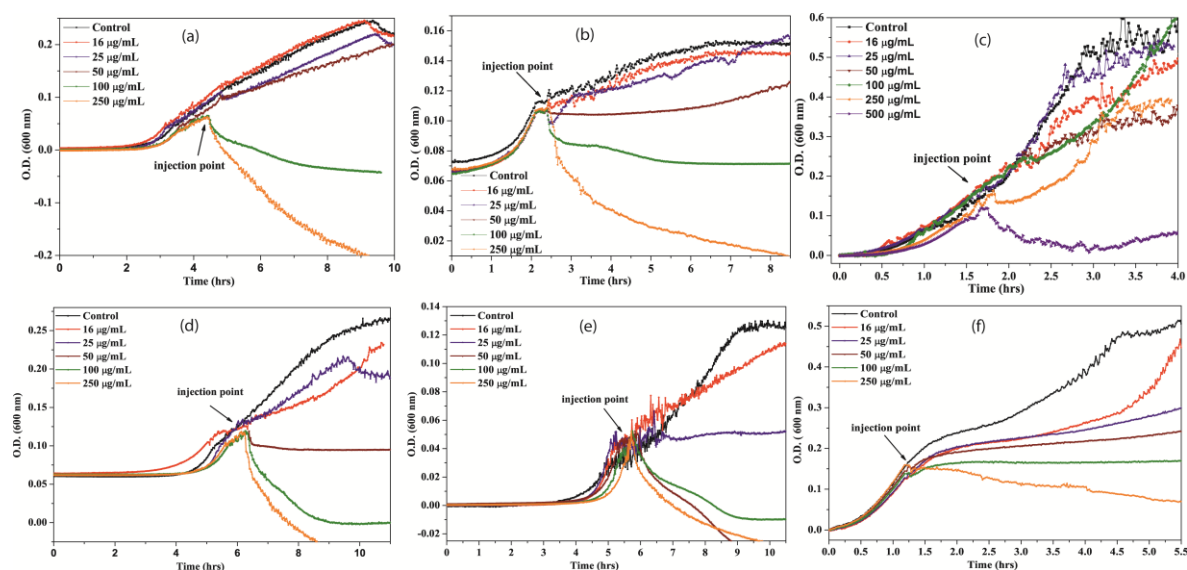 (a)
Control
16 µg/mL
25 µg/mL
50 µg/mL
100 µg/mL
250 µg/mL
injection point
O.D. (600 nm)
0.2
0.1
0.0
-0.1
-0.2
0 2 4 6 8 10
Time (hrs)
(b)
injection point
Control
16 µg/mL
25 µg/mL
50 µg/mL
100 µg/mL
250 µg/mL
O.D. (600 nm)
0.16
0.14
0.12
0.10
0.08
0.06
0.04
0.02
0 1 2 3 4 5 6 7 8
Time (hrs)
(c)
Control
16 µg/mL
25 µg/mL
50 µg/mL
100 µg/mL
250 µg/mL
500 µg/mL
injection point
O.D. (600 nm)
0.6
0.5
0.4
0.3
0.2
0.1
0.0
0.0 0.5 1.0 1.5 2.0 2.5 3.0 3.5 4.0
Time (hrs)
(d)
Control
16 µg/mL
25 µg/mL
50 µg/mL
100 µg/mL
250 µg/mL
injection point
O.D. (600 nm)
0.25
0.20
0.15
0.10
0.05
0.00
0 2 4 6 8 10
Time (hrs)
(e)
Control
16 µg/mL
25 µg/mL
50 µg/mL
100 µg/mL
250 µg/mL
injection point
O.D. (600 nm)
0.14
0.12
0.10
0.08
0.06
0.04
0.02
0.00
-0.02
0 1 2 3 4 5 6 7 8 9 10
Time (hrs)
(f)
Control
16 µg/mL
25 µg/mL
50 µg/mL
100 µg/mL
250 µg/mL
injection point
O.D. ( 600 nm)
0.5
0.4
0.3
0.2
0.1
0.0
0.0 0.5 1.0 1.5 2.0 2.5 3.0 3.5 4.0 4.5 5.0 5.5
Time (hrs)